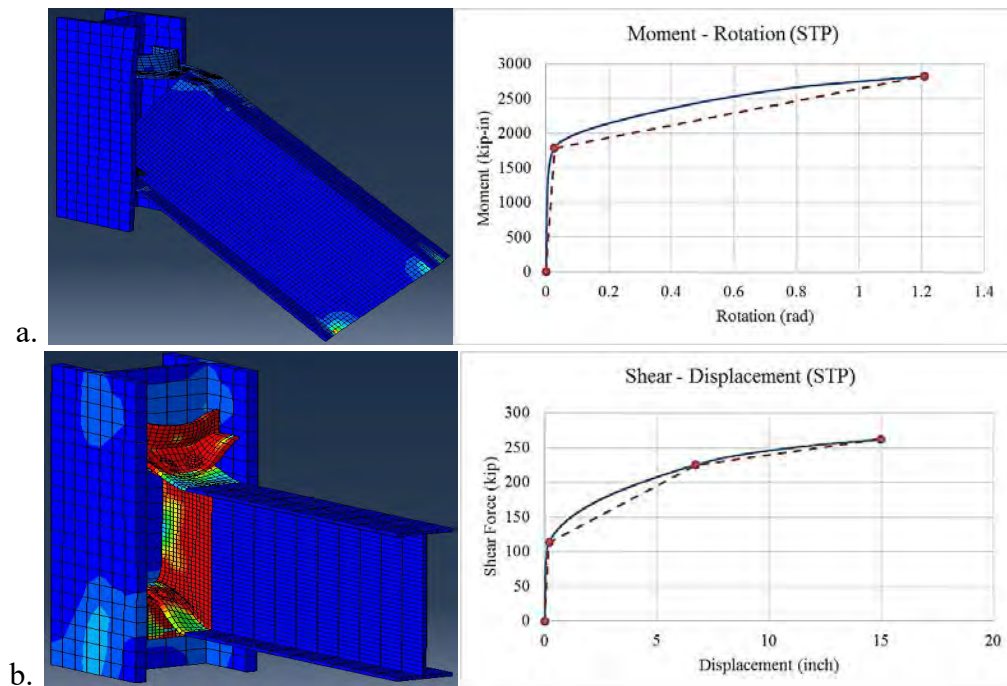 a.
Moment - Rotation (STP)
Moment (kip-in)
3000
2500
2000
1500
1000
500
0
0 0.2 0.4 0.6 0.8 1 1.2 1.4
Rotation (rad)
b.
Shear - Displacement (STP)
Shear Force (kip)
300
250
200
150
100
50
0
0 5 10 15 20
Displacement (inch)